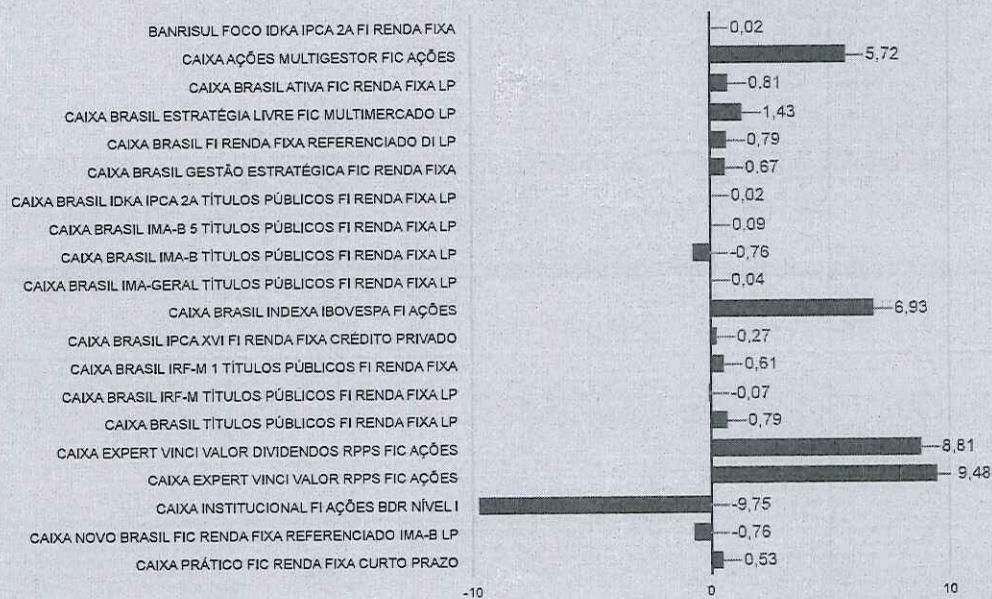 BANRISUL FOCO IDKA IPCA 2A FI RENDA FIXA 0,02
CAIXA AÇÕES MULTIGESTOR FIC AÇÕES 5,72
CAIXA BRASIL ATIVA FIC RENDA FIXA LP 0,81
CAIXA BRASIL ESTRATÉGIA LIVRE FIC MULTIMERCADO LP 1,43
CAIXA BRASIL FI RENDA FIXA REFERENCIADO DI LP 0,79
CAIXA BRASIL GESTÃO ESTRATÉGICA FIC RENDA FIXA 0,67
CAIXA BRASIL IDKA IPCA 2A TÍTULOS PÚBLICOS FI RENDA FIXA LP 0,02
CAIXA BRASIL IMA-B 5 TÍTULOS PÚBLICOS FI RENDA FIXA LP 0,09
CAIXA BRASIL IMA-B TÍTULOS PÚBLICOS FI RENDA FIXA LP -0,76
CAIXA BRASIL IMA-GERAL TÍTULOS PÚBLICOS FI RENDA FIXA LP 0,04
CAIXA BRASIL INDEXA IBOVESPA FI AÇÕES 6,93
CAIXA BRASIL IPCA XVI FI RENDA FIXA CRÉDITO PRIVADO 0,27
CAIXA BRASIL IRF-M 1 TÍTULOS PÚBLICOS FI RENDA FIXA 0,61
CAIXA BRASIL IRF-M TÍTULOS PÚBLICOS FI RENDA FIXA LP -0,07
CAIXA BRASIL TÍTULOS PÚBLICOS FI RENDA FIXA LP 0,79
CAIXA EXPERT VINCI VALOR DIVIDENDOS RPPS FIC AÇÕES 8,81
CAIXA EXPERT VINCI VALOR RPPS FIC AÇÕES 9,48
CAIXA INSTITUCIONAL FI AÇÕES BDR NÍVEL I -9,75
CAIXA NOVO BRASIL FIC RENDA FIXA REFERENCIADO IMA-B LP -0,76
CAIXA PRÁTICO FIC RENDA FIXA CURTO PRAZO 0,53
-10 0 10